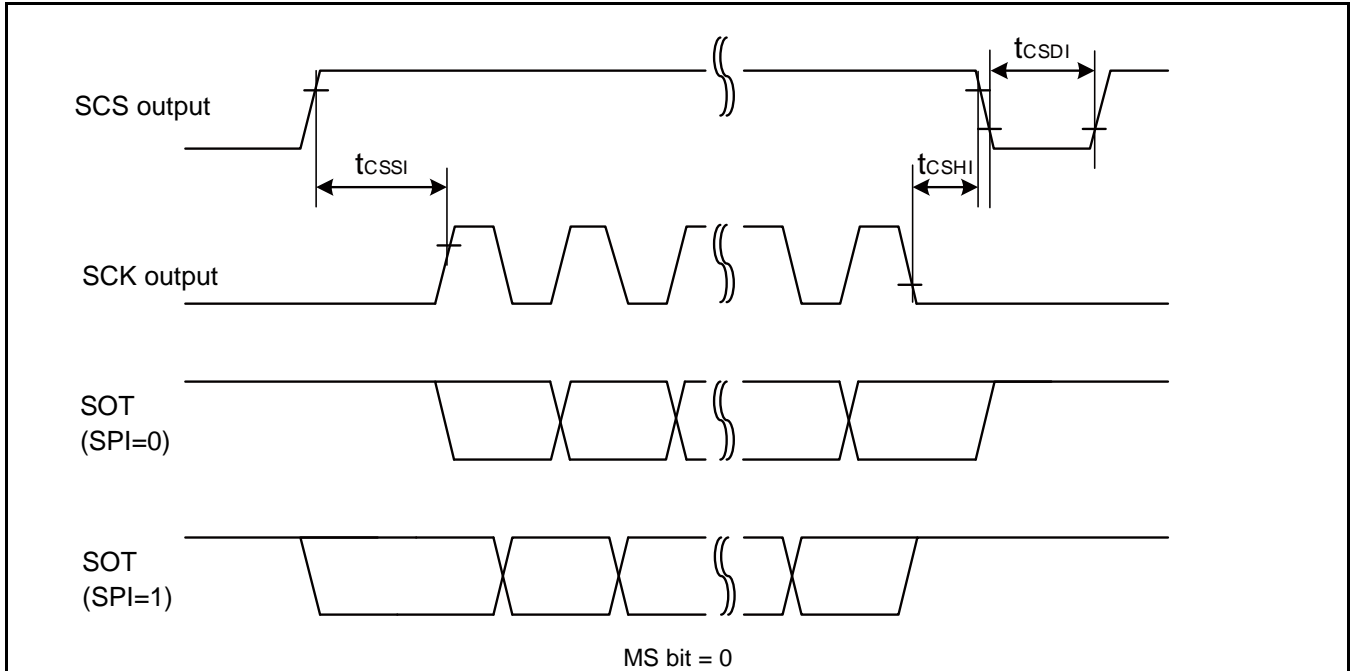 tCSDI
SCS output
tCSSI
tCSHI
SCK output
SOT
(SPI=0)
SOT
(SPI=1)
MS bit = 0